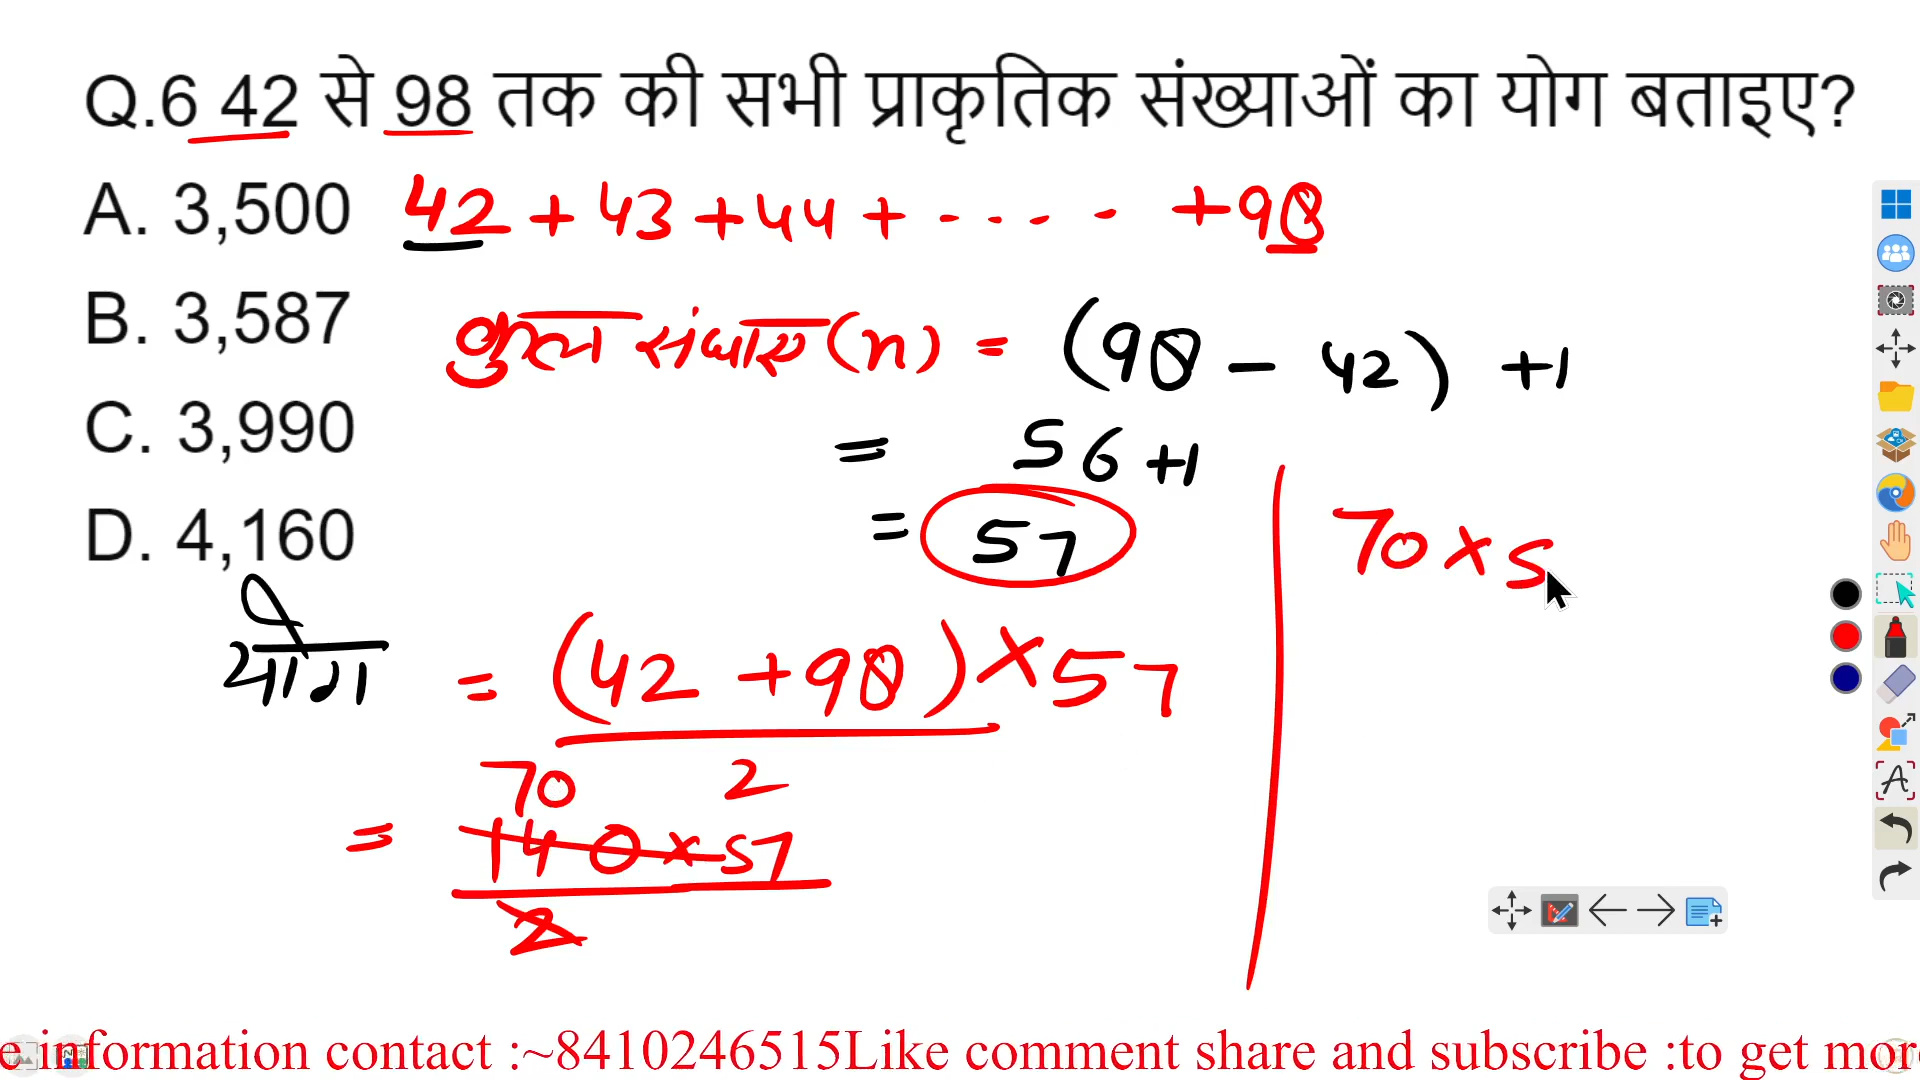 Q.6 42 से 98 तक की सभी प्राकृतिक संख्याओं का योग बताइए?
A. 3,500
42 + 43 + 44 + - - - - +98
B. 3,587
कुल संख्याएं (n) = (98 - 42) +1
C. 3,990
= 56 +1
D. 4,160
= 57
70 × 5
योग = (42 + 98) × 57
2
70
= 140 × 57
2
e information contact :~8410246515Like comment share and subscribe :to get mor